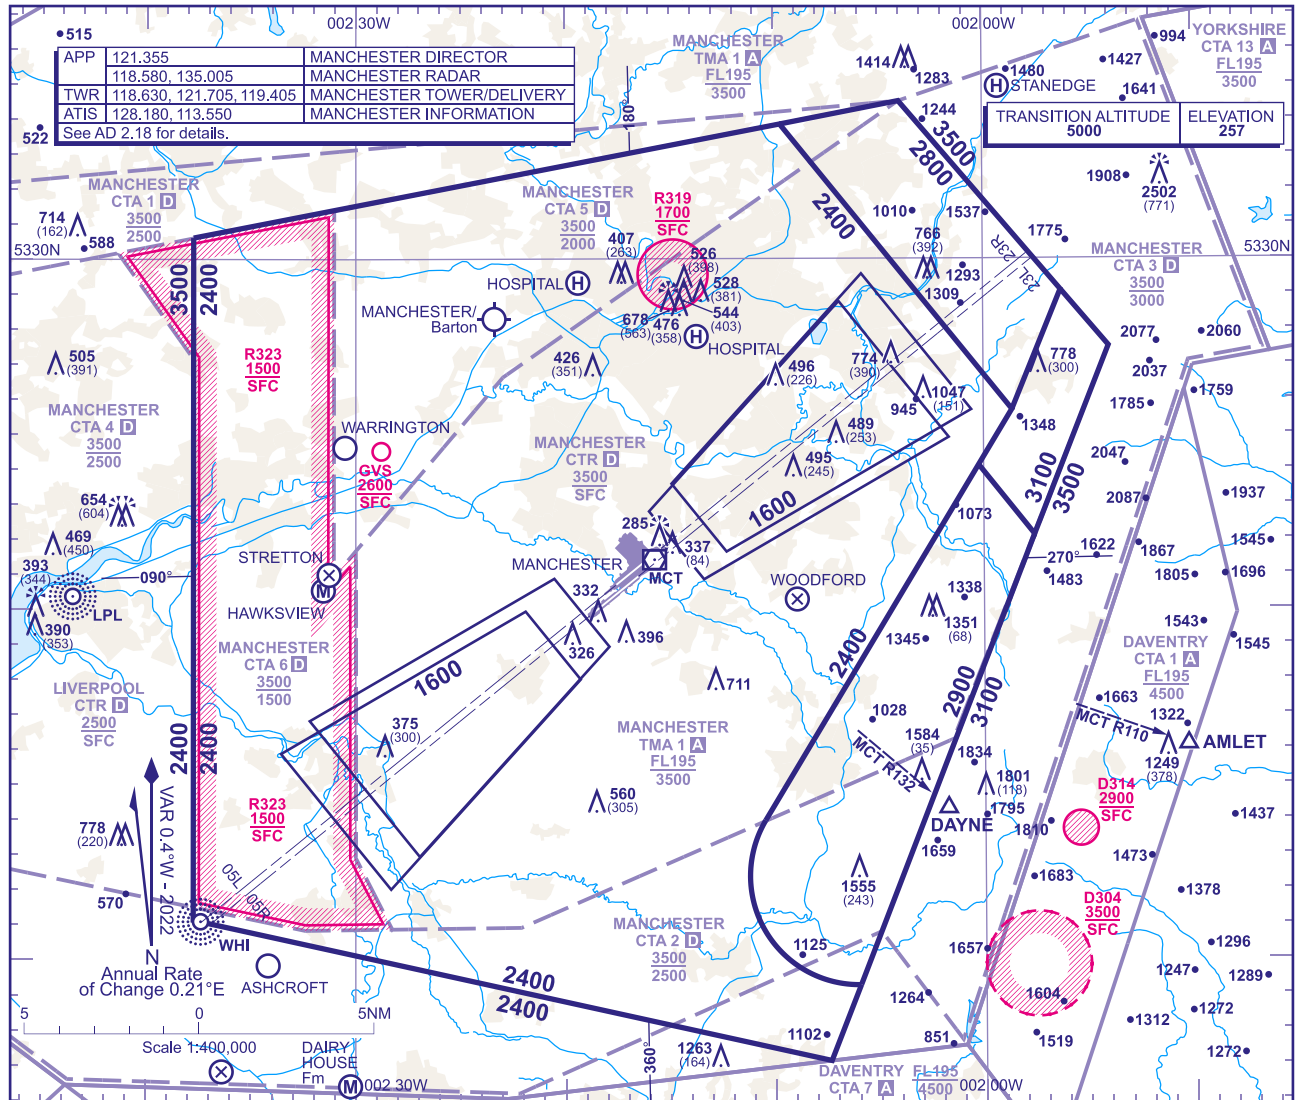 002 30W
002 00W
515
APP 121.355 MANCHESTER DIRECTOR
118.580, 135.005 MANCHESTER RADAR
TWR 118.630, 121.705, 119.405 MANCHESTER TOWER/DELIVERY
ATIS 128.180, 113.550 MANCHESTER INFORMATION
See AD 2.18 for details.
522
180°
MANCHESTER
TMA 1 A
FL195
3500
1414
1283
1480
STANEDGE
H
994
1427
1641
YORKSHIRE
CTA 13 A
FL195
3500
TRANSITION ALTITUDE
5000
ELEVATION
257
1244
3500
2800
2400
1908
2502
(771)
MANCHESTER
CTA 1 D
3500
2500
714
(162)
588
5330N
MANCHESTER
CTA 5 D
3500
2000
R319
1700
SFC
407
(263)
526
(398)
528
(381)
544
(403)
678
(563)
476
(358)
HOSPITAL H
H
HOSPITAL
1010
1537
766
(392)
1293
1309
23R
23L
1775
MANCHESTER
CTA 3 D
3500
3000
5330N
3500
2400
MANCHESTER/
Barton
R323
1500
SFC
505
(391)
426
(351)
496
(226)
774
(390)
778
(300)
2077
2060
2037
1759
1785
1047
(151)
945
1348
MANCHESTER
CTA 4 D
3500
2500
WARRINGTON
GVS
2600
SFC
MANCHESTER
CTR D
3500
SFC
489
(253)
495
(245)
2047
2087
1937
3100
3500
654
(604)
469
(450)
393
(344)
390
(353)
LPL
090°
STRETTON
HAWKSVIEW
M
MANCHESTER
285
337
(84)
MCT
1600
1073
270°
1622
1867
1545
1483
1805
1696
WOODFORD
332
326
396
1338
1351
(68)
1345
1543
1545
MANCHESTER
CTA 6 D
3500
1500
1600
2400
DAVENTRY
CTA 1 A
FL195
4500
LIVERPOOL
CTR D
2500
SFC
375
(300)
711
2900
3100
1663
MCT R110
1322
AMLET
1249
(378)
2400
2400
MANCHESTER
TMA 1 A
FL195
3500
1028
1584
(35)
MCT R132
1834
1801
(118)
1795
DAYNE
D314
2900
SFC
1810
1437
VAR 0.4°W - 2022
R323
1500
SFC
560
(305)
778
(220)
1659
1473
570
05L
05R
WHI
1555
(243)
1683
1378
N
Annual Rate
of Change 0.21°E
ASHCROFT
MANCHESTER
CTA 2 D
3500
2500
1125
D304
3500
SFC
1657
1604
1296
1247
1289
2400
2400
1264
1272
1312
5 0 5NM
Scale 1:400,000
DAIRY
HOUSE
Fm
M
1263
(164)
360°
1102
851
1519
1272
002 30W
DAVENTRY
CTA 7 A
FL195
4500
002 00W